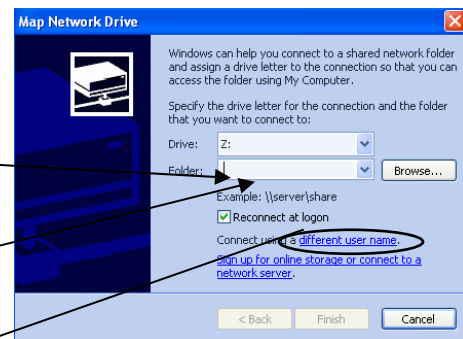 Map Network Drive
Windows can help you connect to a shared network folder
and assign a drive letter to the connection so that you can
access the folder using My Computer.
Specify the drive letter for the connection and the folder
that you want to connect to:
Drive: Z:
Folder: Browse...
Example: \\server\share
Reconnect at logon
Connect using a different user name.
Sign up for online storage or connect to a
network server.
< Back Finish Cancel